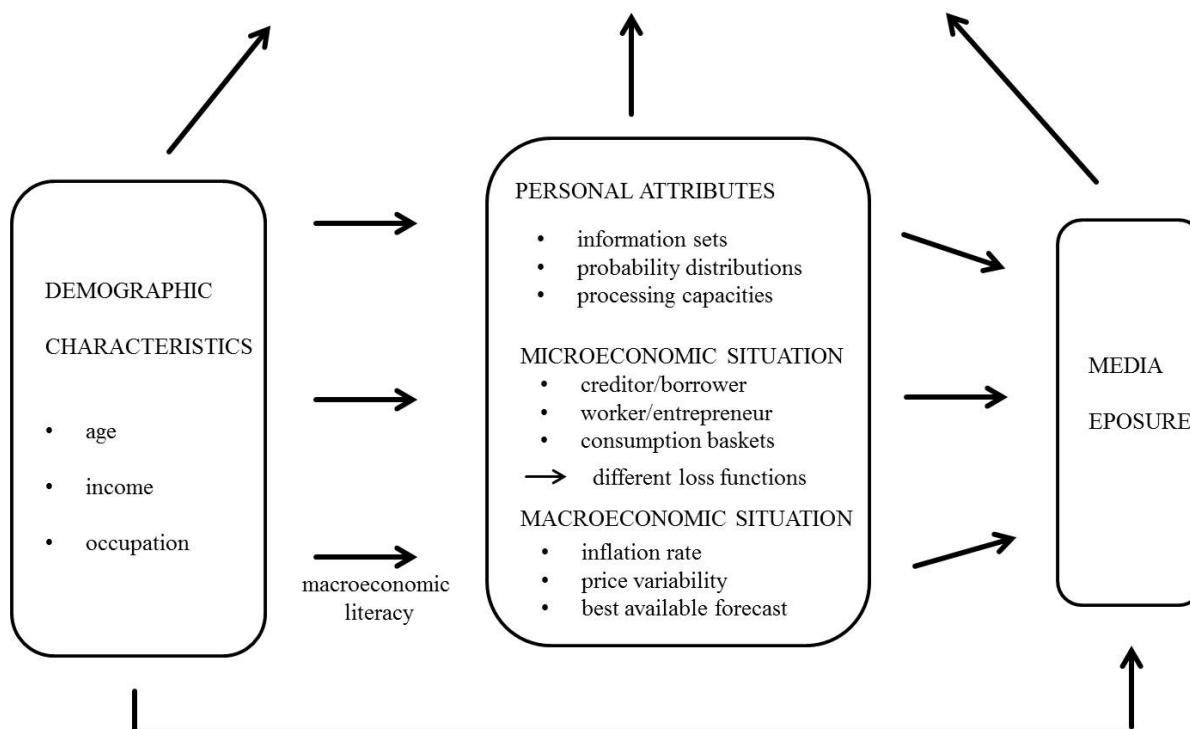 DEMOGRAPHIC
CHARACTERISTICS
• age
• income
• occupation
macroeconomic
literacy
PERSONAL ATTRIBUTES
• information sets
• probability distributions
• processing capacities
MICROECONOMIC SITUATION
• creditor/borrower
• worker/entrepreneur
• consumption baskets
different loss functions
MACROECONOMIC SITUATION
• inflation rate
• price variability
• best available forecast
MEDIA
EPOSURE